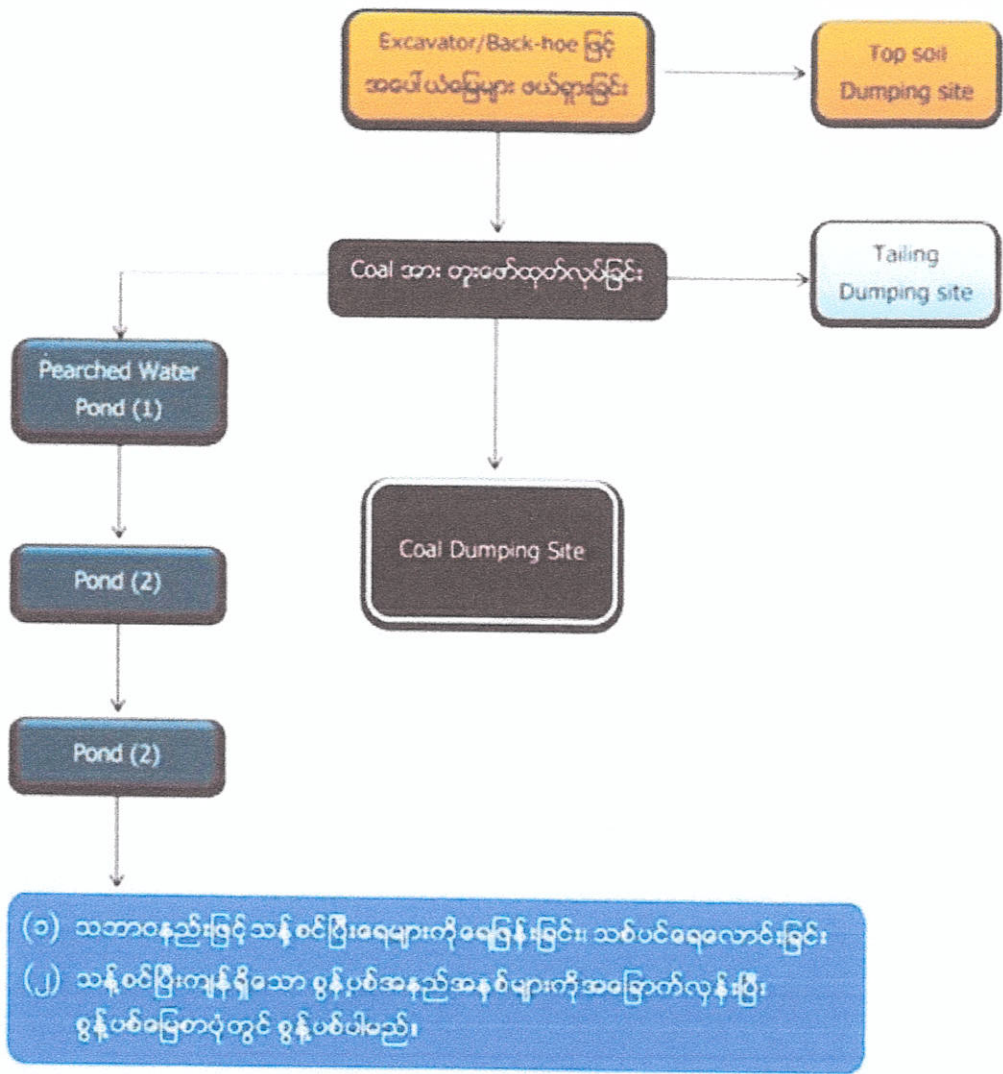 Excavator/Back-hoe ဖြင့်
အပေါ်ယံမြေများ ဖယ်ရှားခြင်း
Top soil
Dumping site
Coal အား တူးဖော်ထုတ်လုပ်ခြင်း
Tailing
Dumping site
Pearched Water
Pond (1)
Coal Dumping Site
Pond (2)
Pond (2)
(၁) သဘာဝနည်းဖြင့်သန့်စင်ပြီးရေများကိုရေဖြန်းခြင်း၊ သစ်ပင်ရေလောင်းခြင်း
(၂) သန့်စင်ပြီးကျန်ရှိသော စွန့်ပစ်အနည်အနှစ်များကိုအခြောက်လှန်းပြီး
စွန့်ပစ်မြေစာပုံတွင် စွန့်ပစ်ပါမည်။